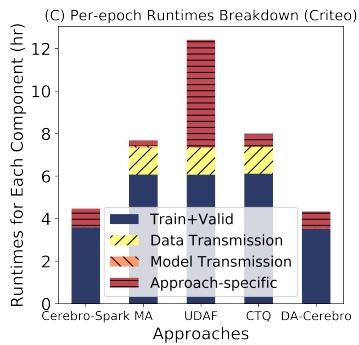 (C) Per-epoch Runtimes Breakdown (Criteo)
Runtimes for Each Component (hr)
12
10
8
6
4
2
0
Train+Valid
Data Transmission
Model Transmission
Approach-specific
Cerebro-Spark MA UDAF CTQ DA-Cerebro
Approaches